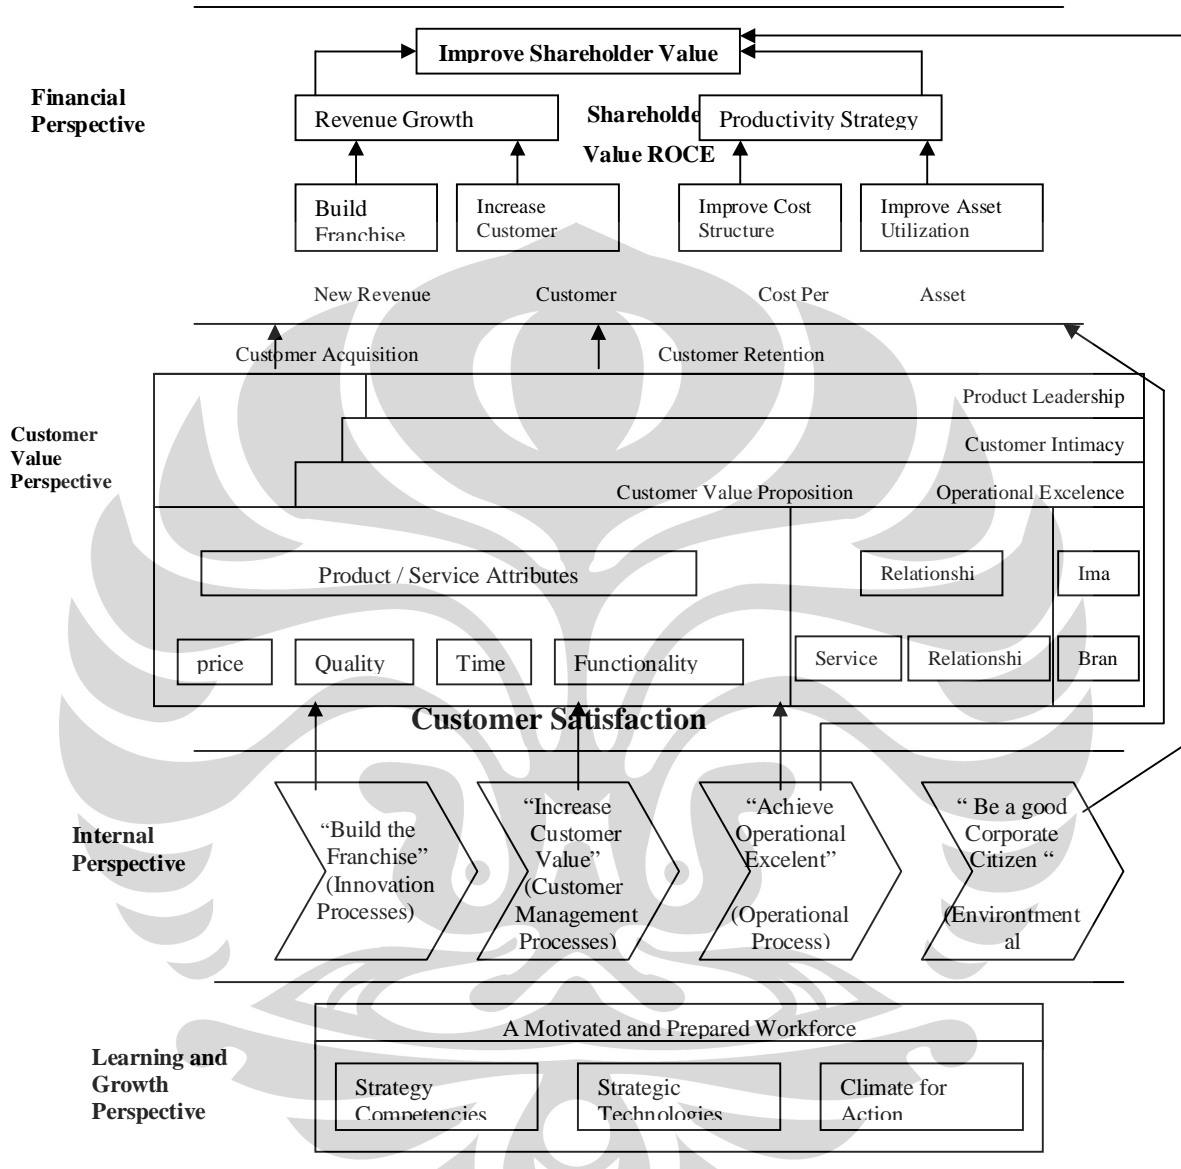 Improve Shareholder Value
Financial
Perspective
Revenue Growth
Shareholde
Value ROCE
Productivity Strategy
Build
Franchise
Increase
Customer
Improve Cost
Structure
Improve Asset
Utilization
New Revenue
Customer
Cost Per
Asset
Customer Acquisition
Customer Retention
Customer
Value
Perspective
Product Leadership
Customer Intimacy
Customer Value Proposition
Operational Excelence
Product / Service Attributes
Relationshi
Ima
price
Quality
Time
Functionality
Service
Relationshi
Bran
Customer Satisfaction
Internal
Perspective
“Build the
Franchise”
(Innovation
Processes)
“Increase
Customer
Value”
(Customer
Management
Processes)
“Achieve
Operational
Excelent”
(Operational
Process)
“ Be a good
Corporate
Citizen “
(Environtment
al
Learning and
Growth
Perspective
A Motivated and Prepared Workforce
Strategy
Competencies
Strategic
Technologies
Climate for
Action